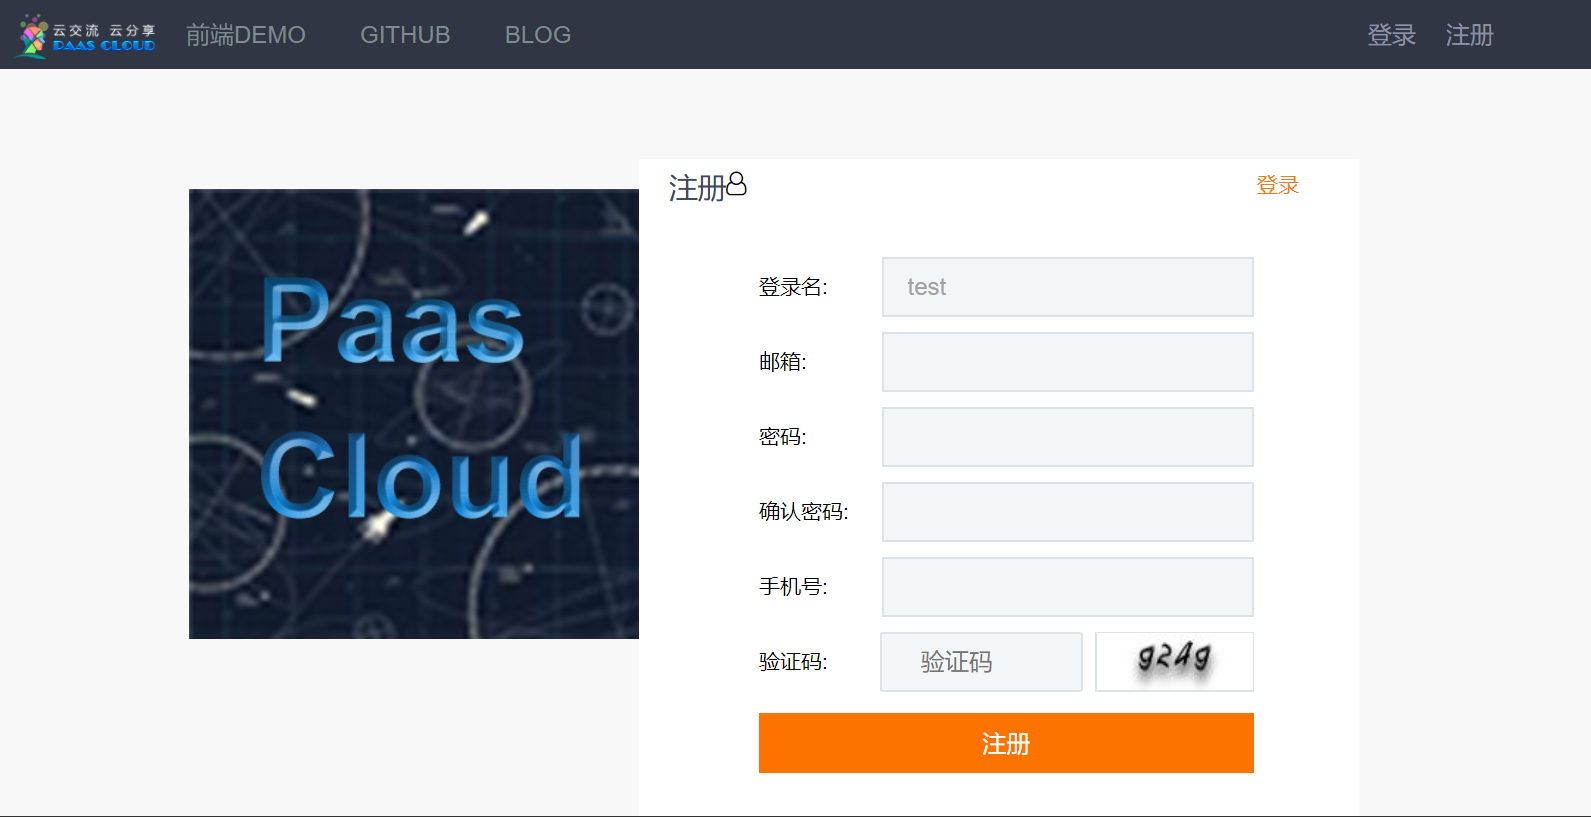 云交流 云分享
PAAS CLOUD
前端DEMO
GITHUB
BLOG
登录
注册
Paas
Cloud
注册
登录
登录名:
test
邮箱:
密码:
确认密码:
手机号:
验证码:
验证码
g24g
注册